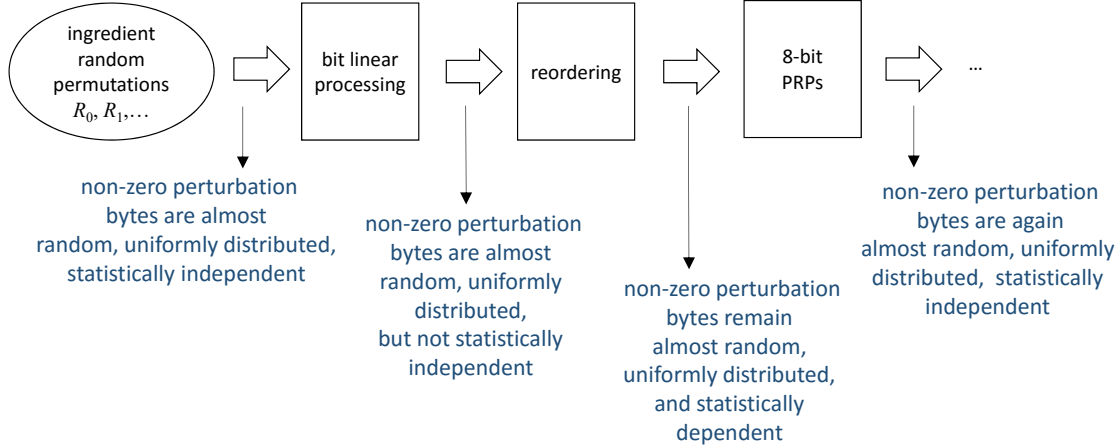 ingredient
random
permutations
R0, R1,…
bit linear
processing
reordering
8-bit
PRPs
...
non-zero perturbation
bytes are almost
random, uniformly distributed,
statistically independent
non-zero perturbation
bytes are almost
random, uniformly
distributed,
but not statistically
independent
non-zero perturbation
bytes remain
almost random,
uniformly distributed,
and statistically
dependent
non-zero perturbation
bytes are again
almost random, uniformly
distributed, statistically
independent